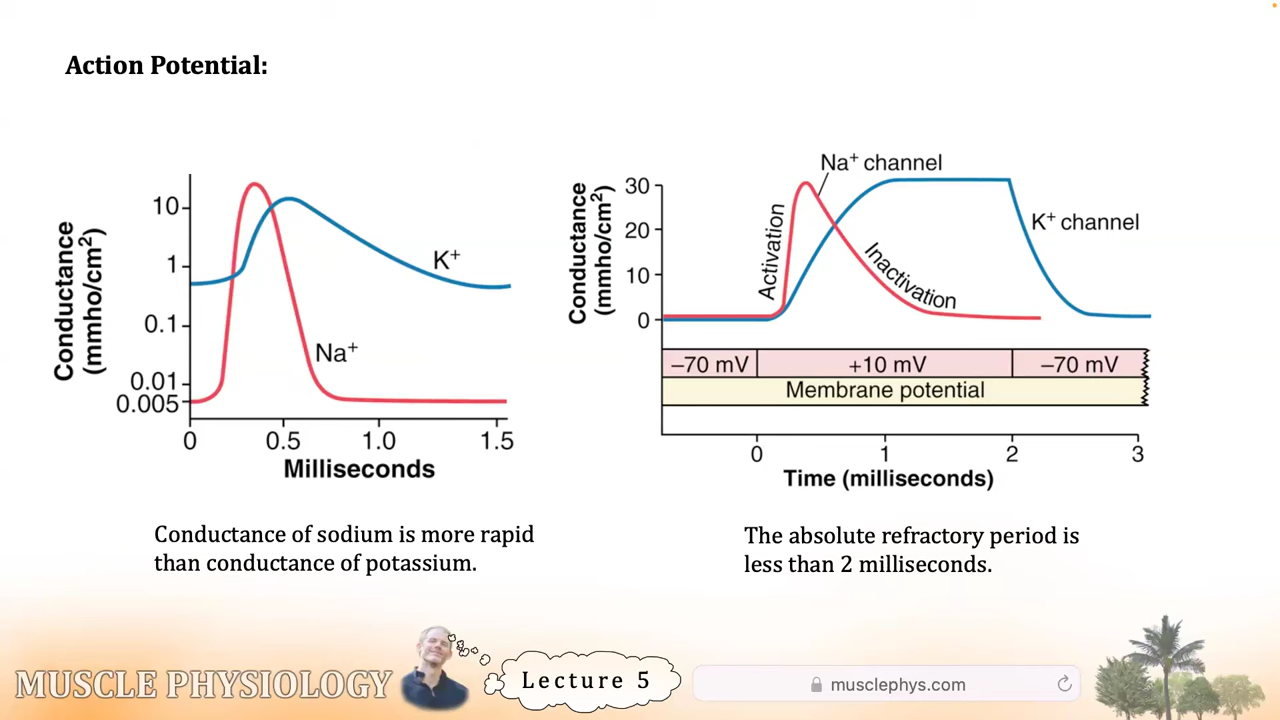 Action Potential:
Conductance
(mmho/cm²)
10
1
0.1
0.01
0.005
K⁺
Na⁺
0 0.5 1.0 1.5
Milliseconds
Conductance of sodium is more rapid
than conductance of potassium.
Conductance
(mmho/cm²)
30
20
10
0
Na⁺ channel
K⁺ channel
Activation
Inactivation
–70 mV +10 mV –70 mV
Membrane potential
0 1 2 3
Time (milliseconds)
The absolute refractory period is
less than 2 milliseconds.
MUSCLE PHYSIOLOGY
Lecture 5
musclephys.com